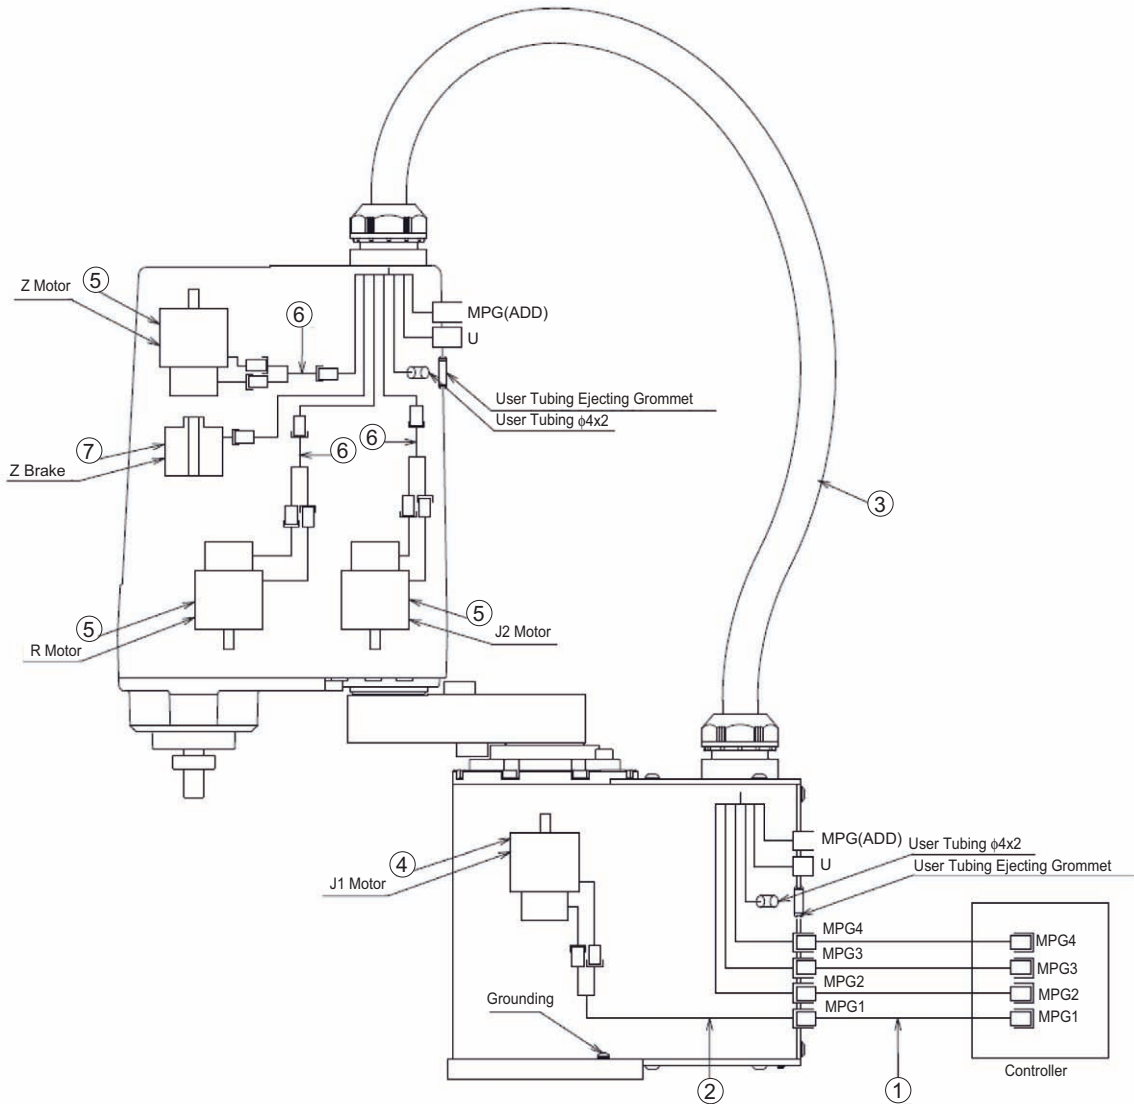 ⑤
Z Motor
⑥
MPG(ADD)
U
User Tubing Ejecting Grommet
User Tubing φ4x2
⑦
Z Brake
⑥
⑥
③
⑤
R Motor
⑤
J2 Motor
④
J1 Motor
MPG(ADD)
U
User Tubing φ4x2
User Tubing Ejecting Grommet
MPG4
MPG3
MPG2
MPG1
MPG4
MPG3
MPG2
MPG1
Grounding
②
①
Controller